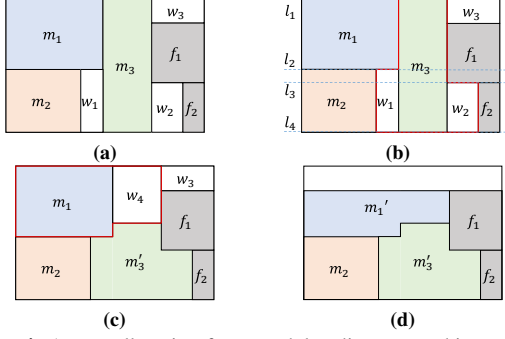 m₁ w₃ f₁ m₃ m₂ w₁ w₂ f₂
(a)
l₁ l₂ l₃ l₄ m₁ w₃ f₁ m₃ m₂ w₁ w₂ f₂
(b)
m₁ w₄ w₃ f₁ m₂ m₃′ f₂
(c)
m₁′ f₁ m₂ m₃′ f₂
(d)